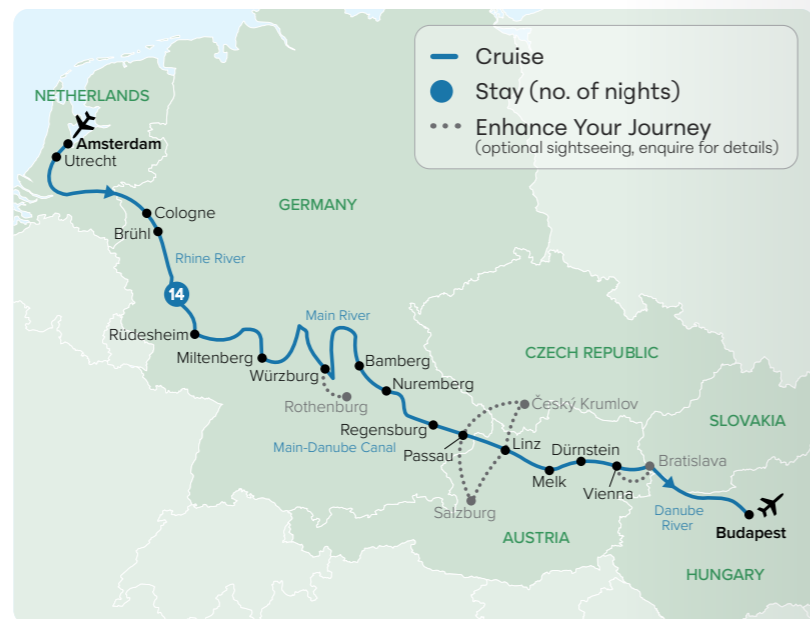 Cruise
Stay (no. of nights)
Enhance Your Journey
(optional sightseeing, enquire for details)
NETHERLANDS
Amsterdam
Utrecht
Cologne
Brühl
GERMANY
Rhine River
14
Rüdesheim
Main River
Miltenberg
Würzburg
Bamberg
Nuremberg
Rothenburg
CZECH REPUBLIC
Český Krumlov
Regensburg
Main-Danube Canal
Passau
Linz
Dürnstein
SLOVAKIA
Bratislava
Melk
Vienna
Salzburg
AUSTRIA
Danube
River
Budapest
HUNGARY